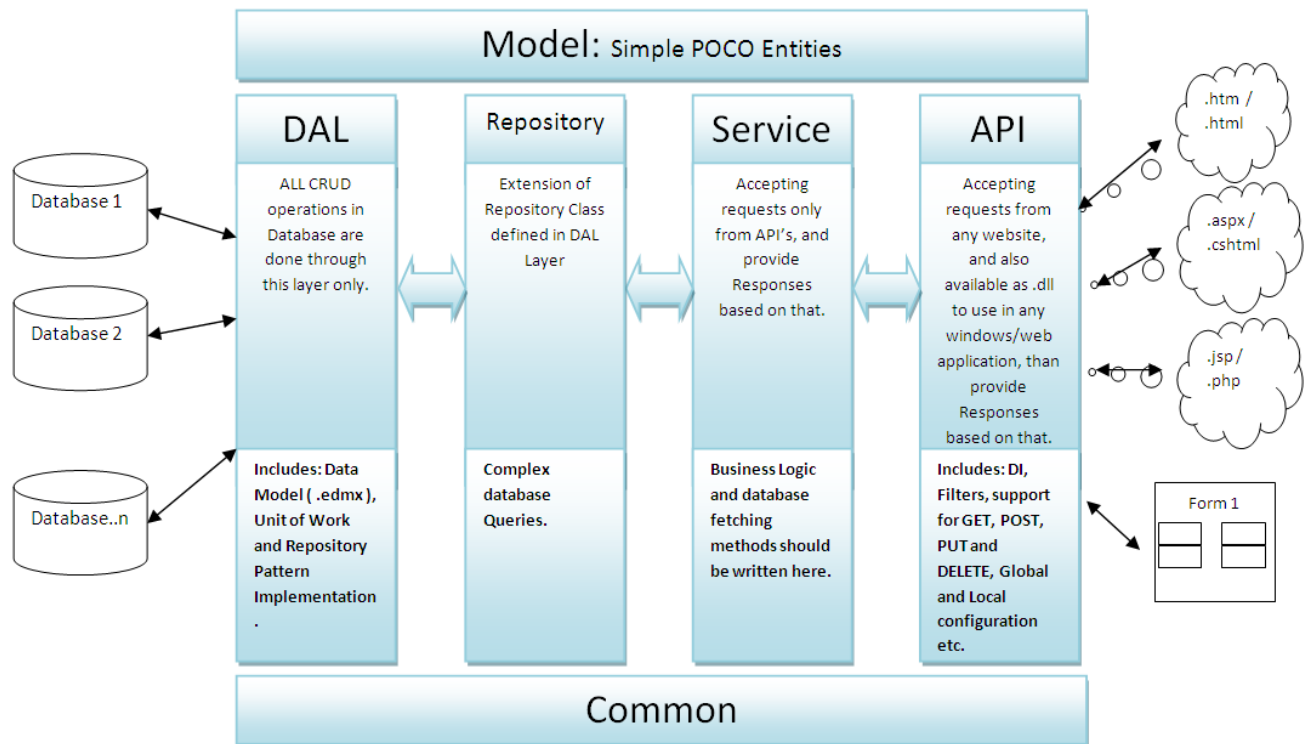 Model: Simple POCO Entities
Database 1
Database 2
Database..n
DAL
ALL CRUD
operations in
Database are
done through
this layer only.
Includes: Data
Model ( .edmx ),
Unit of Work
and Repository
Pattern
Implementation
.
Repository
Extension of
Repository Class
defined in DAL
Layer
Complex
database
Queries.
Service
Accepting
requests only
from API's, and
provide
Responses
based on that.
Business Logic
and database
fetching
methods should
be written here.
API
Accepting
requests from
any website,
and also
available as .dll
to use in any
windows/web
application, than
provide
Responses
based on that.
Includes: DI,
Filters, support
for GET, POST,
PUT and
DELETE, Global
and Local
configuration
etc.
.htm /
.html
.aspx /
.cshtml
.jsp /
.php
Form 1
Common